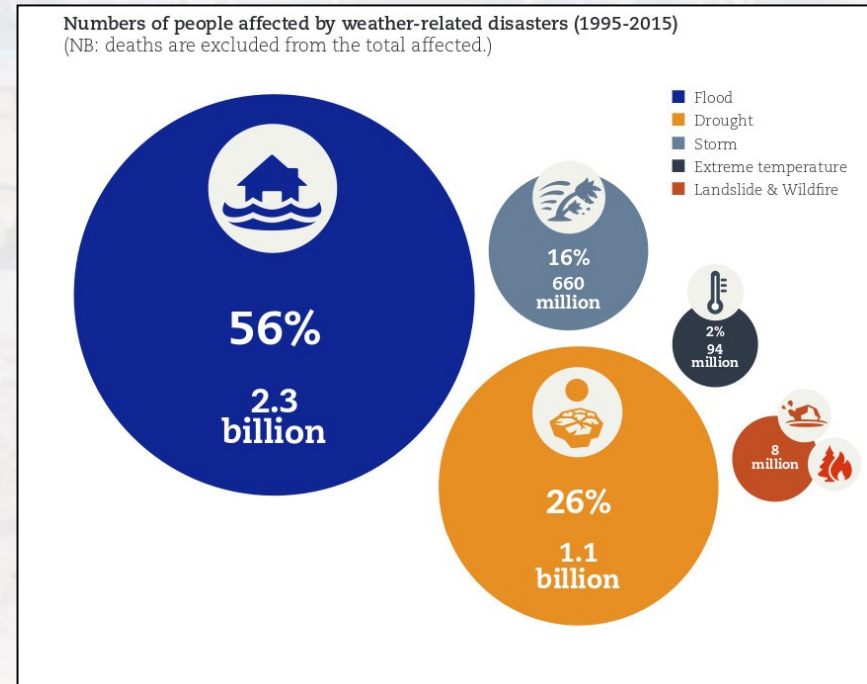 Numbers of people affected by weather-related disasters (1995-2015)
(NB: deaths are excluded from the total affected.)
Flood
Drought
Storm
Extreme temperature
Landslide & Wildfire
56%
2.3
billion
16%
660
million
2%
94
million
26%
1.1
billion
8
million